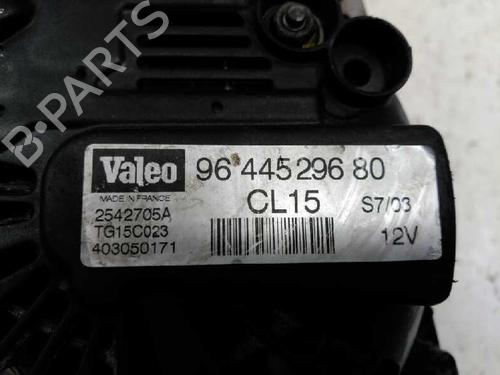 B-PARTS
Valeo 96 445 296 80
MADE IN FRANCE CL15 S7/03
2542705A
TG15C023 12V
403050171